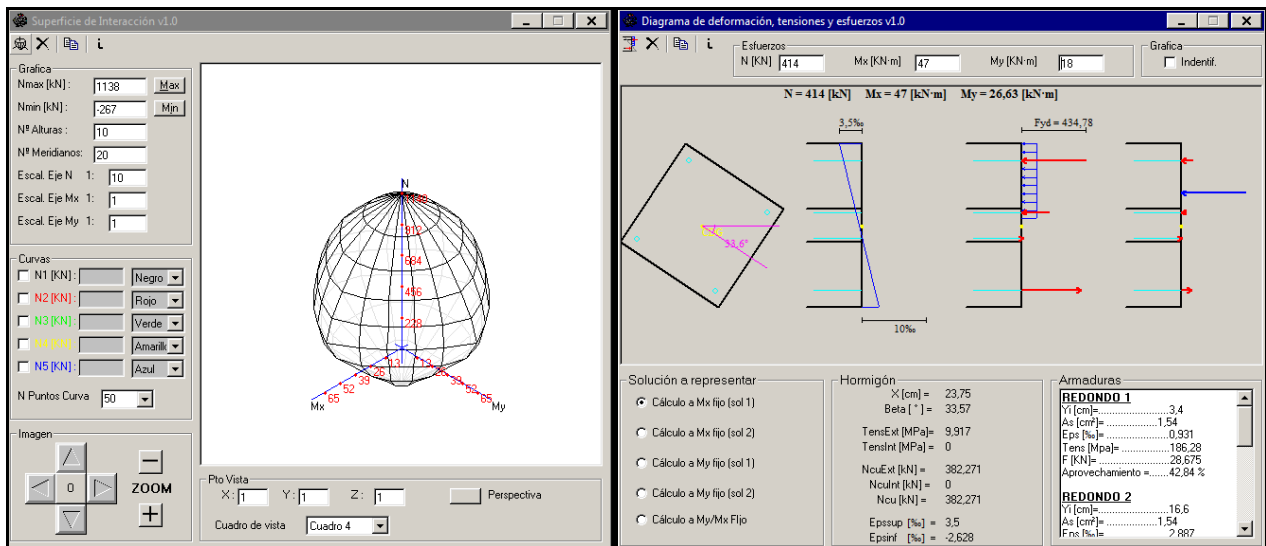 Superficie de Interacción v1.0
Grafica
Nmax [kN] : 1138 Max
Nmin [kN] : -267 Min
Nº Alturas : 10
Nº Meridianos: 20
Escal. Eje N 1: 10
Escal. Eje Mx 1: 1
Escal. Eje My 1: 1
Curvas
N1 [KN] : Negro
N2 [KN] : Rojo
N3 [KN] : Verde
N4 [KN] : Amarillo
N5 [KN] : Azul
N Puntos Curva 50
Imagen
0
ZOOM
N
912
684
456
228
13 13
26 26
39 39
52 52
65 65
Mx My
Pto Vista
X: 1 Y: 1 Z: 1 Perspectiva
Cuadro de vista Cuadro 4
Diagrama de deformación, tensiones y esfuerzos v1.0
Esfuerzos
N [KN] 414 Mx [KN·m] 47 My [KN·m] 18
Grafica
Indentif.
N = 414 [kN] Mx = 47 [kN·m] My = 26,63 [kN·m]
3,5‰
Fyd = 434,78
33,6°
10‰
Solución a representar
Cálculo a Mx fijo (sol 1)
Cálculo a Mx fijo (sol 2)
Cálculo a My fijo (sol 1)
Cálculo a My fijo (sol 2)
Cálculo a My/Mx FIjo
Hormigón
X [cm] = 23,75
Beta [ º ] = 33,57
TensExt [MPa]= 9,917
TensInt [MPa]= 0
NcuExt [kN] = 382,271
NcuInt [kN] = 0
Ncu [kN] = 382,271
Epssup [‰] = 3,5
Epsinf [‰] = -2,628
Armaduras
REDONDO 1
Yi [cm]=.......................3,4
As [cm²]= ..................1,54
Eps [‰]= ...................0,931
Tens [Mpa]= ...............186,28
F [KN]= .....................28,675
Aprovechamiento =......42,84 %
REDONDO 2
Yi [cm]=.......................16,6
As [cm²]= ..................1,54
Eps [‰]= ...................2,887